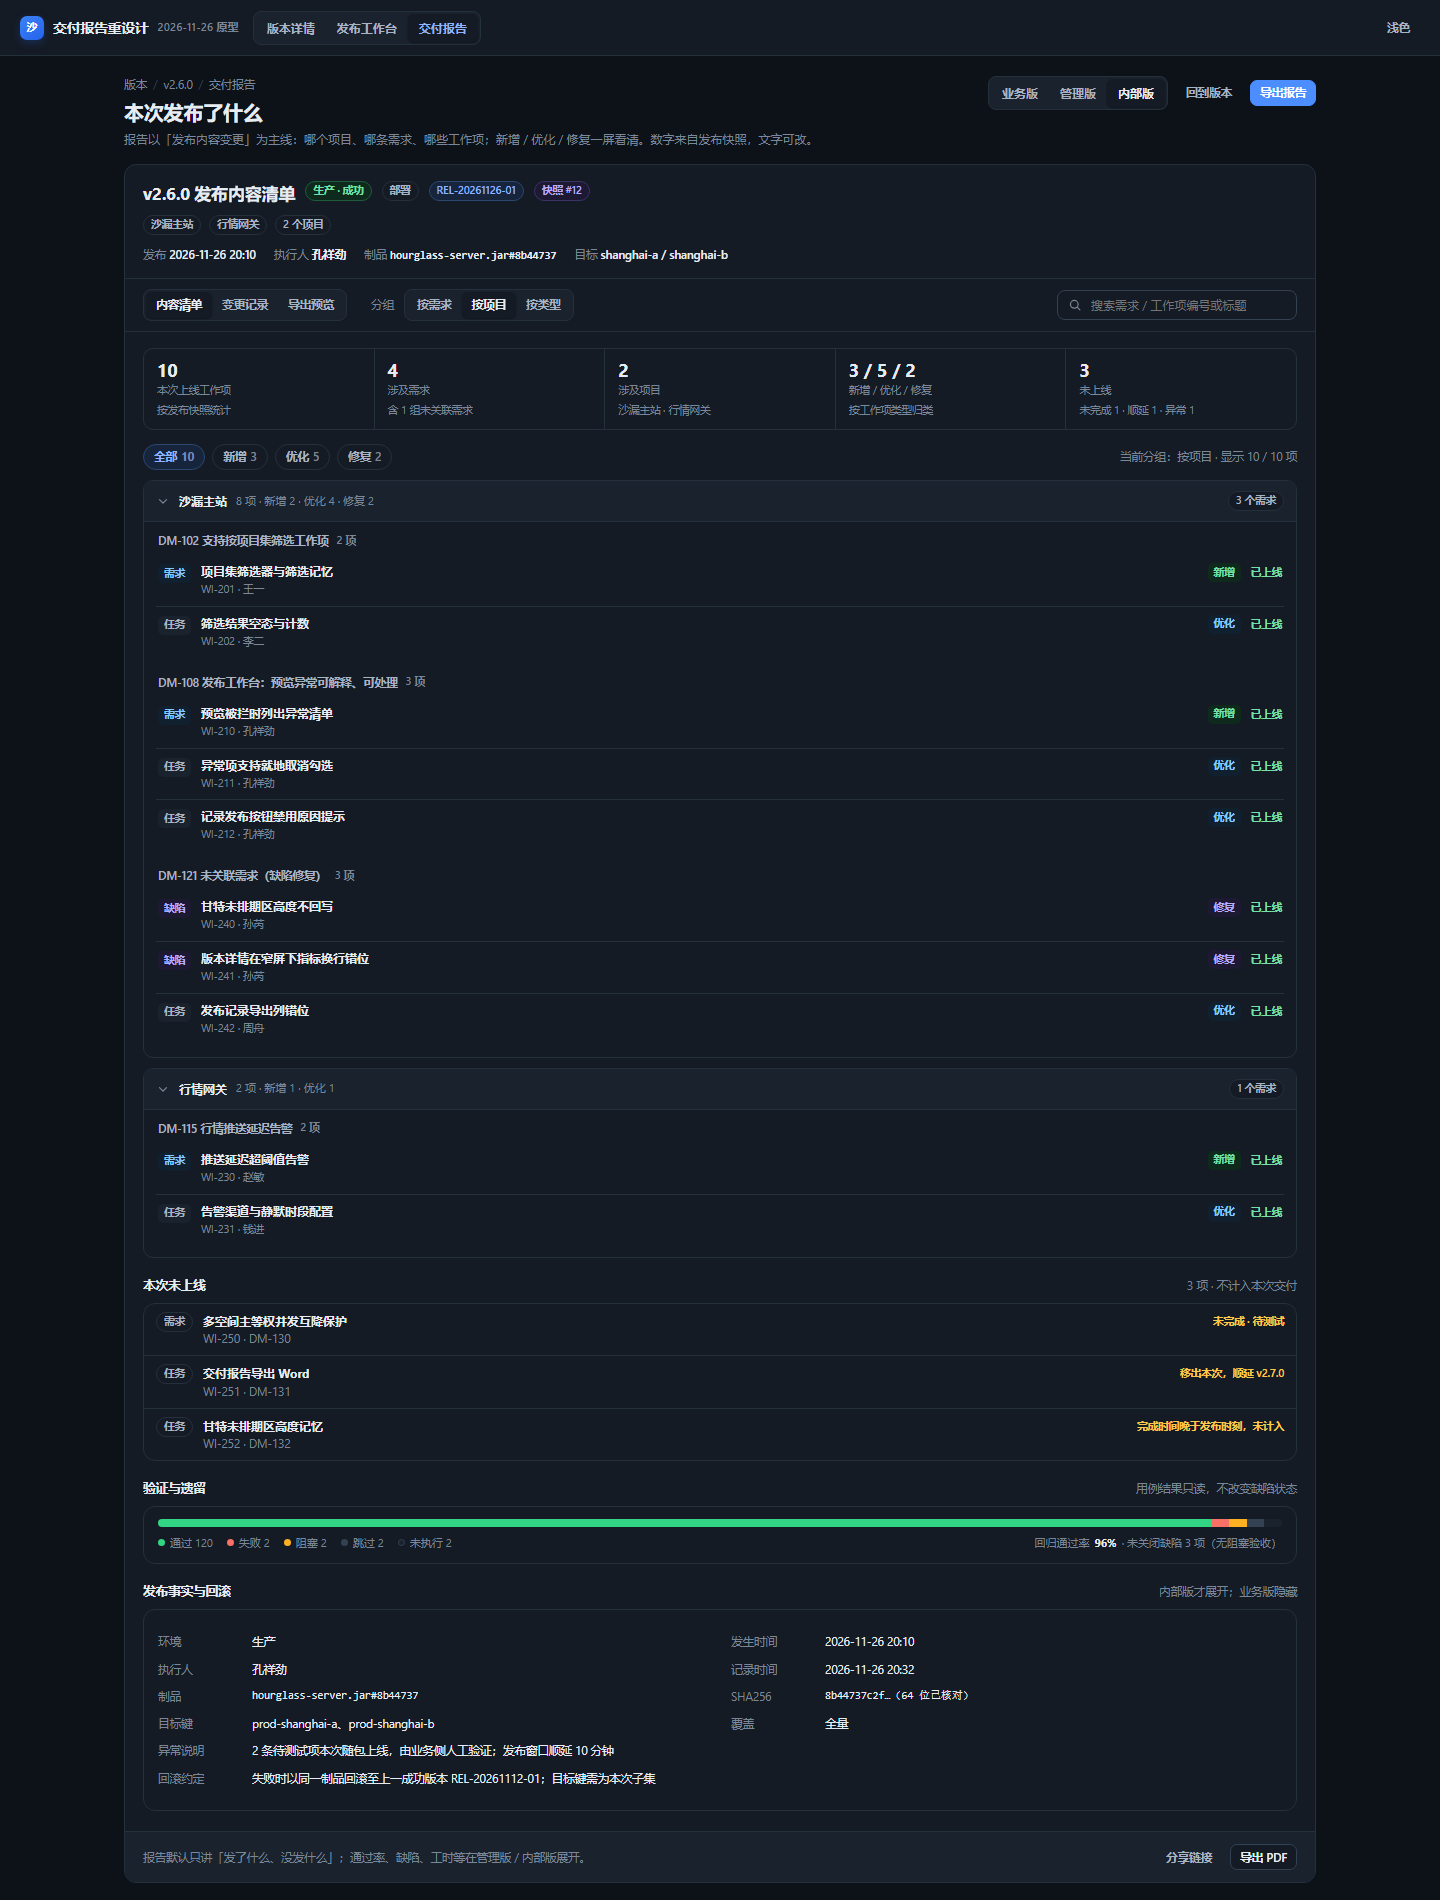 沙 交付报告重设计 2026-11-26 原型 版本详情 发布工作台 交付报告 浅色
版本 / v2.6.0 / 交付报告
本次发布了什么
报告以「发布内容变更」为主线：哪个项目、哪条需求、哪些工作项；新增 / 优化 / 修复一屏看清。数字来自发布快照，文字可改。
业务版 管理版 内部版 回到版本 导出报告
v2.6.0 发布内容清单 生产 · 成功 部署 REL-20261126-01 快照 #12
沙漏主站 行情网关 2 个项目
发布 2026-11-26 20:10 执行人 孔祥劲 制品 hourglass-server.jar#8b44737 目标 shanghai-a / shanghai-b
内容清单 变更记录 导出预览 分组 按需求 按项目 按类型 搜索需求 / 工作项编号或标题
10 4 2 3 / 5 / 2 3
本次上线工作项 涉及需求 涉及项目 新增 / 优化 / 修复 未上线
按发布快照统计 含 1 组未关联需求 沙漏主站 · 行情网关 按工作项类型归类 未完成 1 · 顺延 1 · 异常 1
全部 10 新增 3 优化 5 修复 2 当前分组：按项目 · 显示 10 / 10 项
沙漏主站 8 项 · 新增 2 · 优化 4 · 修复 2 3 个需求
DM-102 支持按项目集筛选工作项 2 项
需求 项目集筛选器与筛选记忆 新增 已上线
WI-201 · 王一
任务 筛选结果空态与计数 优化 已上线
WI-202 · 李二
DM-108 发布工作台：预览异常可解释、可处理 3 项
需求 预览被拦时列出异常清单 新增 已上线
WI-210 · 孔祥劲
任务 异常项支持就地取消勾选 优化 已上线
WI-211 · 孔祥劲
任务 记录发布按钮禁用原因提示 优化 已上线
WI-212 · 孔祥劲
DM-121 未关联需求（缺陷修复） 3 项
缺陷 甘特未排期区高度不回写 修复 已上线
WI-240 · 孙芮
缺陷 版本详情在窄屏下指标换行错位 修复 已上线
WI-241 · 孙芮
任务 发布记录导出列错位 优化 已上线
WI-242 · 周舟
行情网关 2 项 · 新增 1 · 优化 1 1 个需求
DM-115 行情推送延迟告警 2 项
需求 推送延迟超阈值告警 新增 已上线
WI-230 · 赵敏
任务 告警渠道与静默时段配置 优化 已上线
WI-231 · 钱进
本次未上线 3 项 · 不计入本次交付
需求 多空间主等权并发互降保护 未完成 · 待测试
WI-250 · DM-130
任务 交付报告导出 Word 移出本次，顺延 v2.7.0
WI-251 · DM-131
任务 甘特未排期区高度记忆 完成时间晚于发布时刻，未计入
WI-252 · DM-132
验证与遗留 用例结果只读，不改变缺陷状态
通过 120 失败 2 阻塞 2 跳过 2 未执行 2 回归通过率 96% · 未关闭缺陷 3 项（无阻塞验收）
发布事实与回滚 内部版才展开；业务版隐藏
环境 生产 发生时间 2026-11-26 20:10
执行人 孔祥劲 记录时间 2026-11-26 20:32
制品 hourglass-server.jar#8b44737 SHA256 8b44737c2f…（64 位已核对）
目标键 prod-shanghai-a、prod-shanghai-b 覆盖 全量
异常说明 2 条待测试项本次随包上线，由业务侧人工验证；发布窗口顺延 10 分钟
回滚约定 失败时以同一制品回滚至上一成功版本 REL-20261112-01；目标键需为本次子集
报告默认只讲「发了什么、没发什么」；通过率、缺陷、工时等在管理版 / 内部版展开。 分享链接 导出 PDF